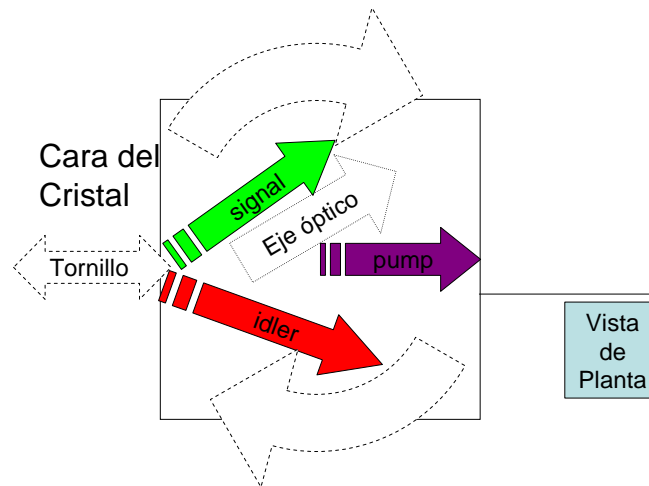 Cara del
Cristal
signal
Eje óptico
Tornillo
pump
idler
Vista
de
Planta